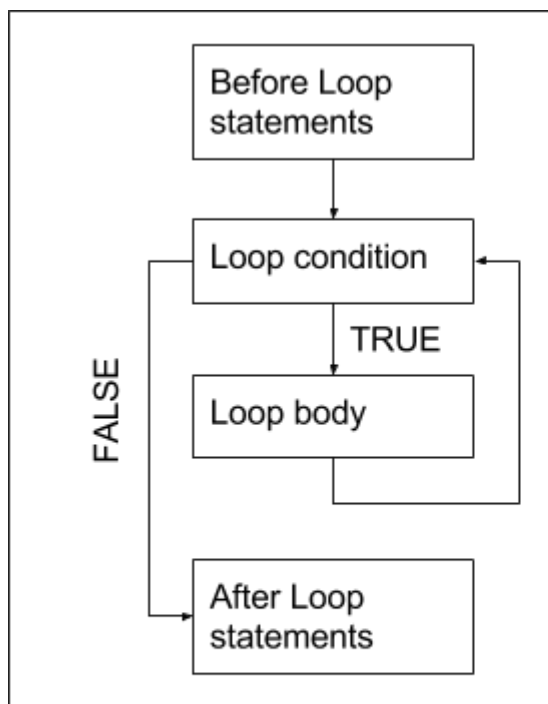 Before Loop
statements
Loop condition
TRUE
FALSE
Loop body
After Loop
statements